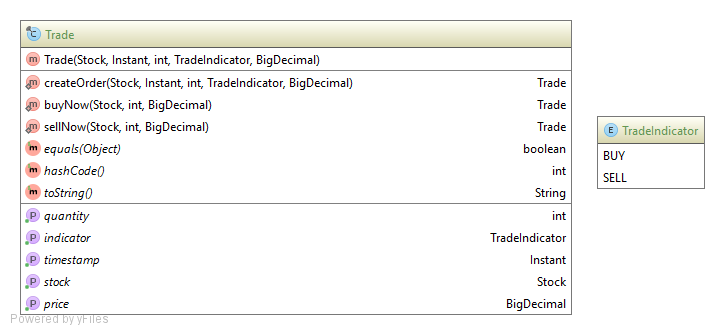 Trade
Trade(Stock, Instant, int, TradeIndicator, BigDecimal)
createOrder(Stock, Instant, int, TradeIndicator, BigDecimal) Trade
buyNow(Stock, int, BigDecimal) Trade
sellNow(Stock, int, BigDecimal) Trade
equals(Object) boolean
hashCode() int
toString() String
quantity int
indicator TradeIndicator
timestamp Instant
stock Stock
price BigDecimal
TradeIndicator
BUY
SELL
Powered by yFiles